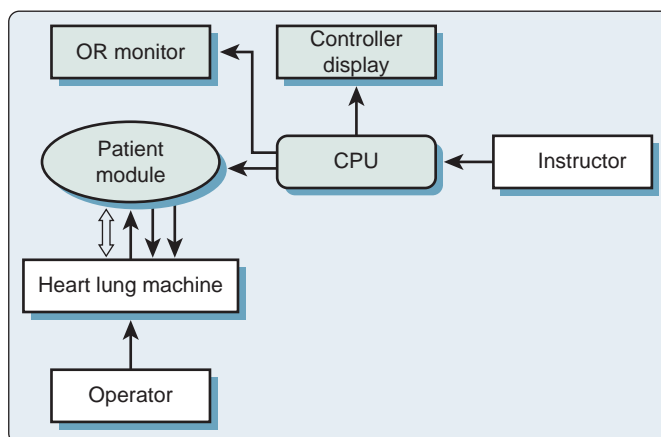 OR monitor
Controller
display
Patient
module
CPU
Instructor
Heart lung machine
Operator